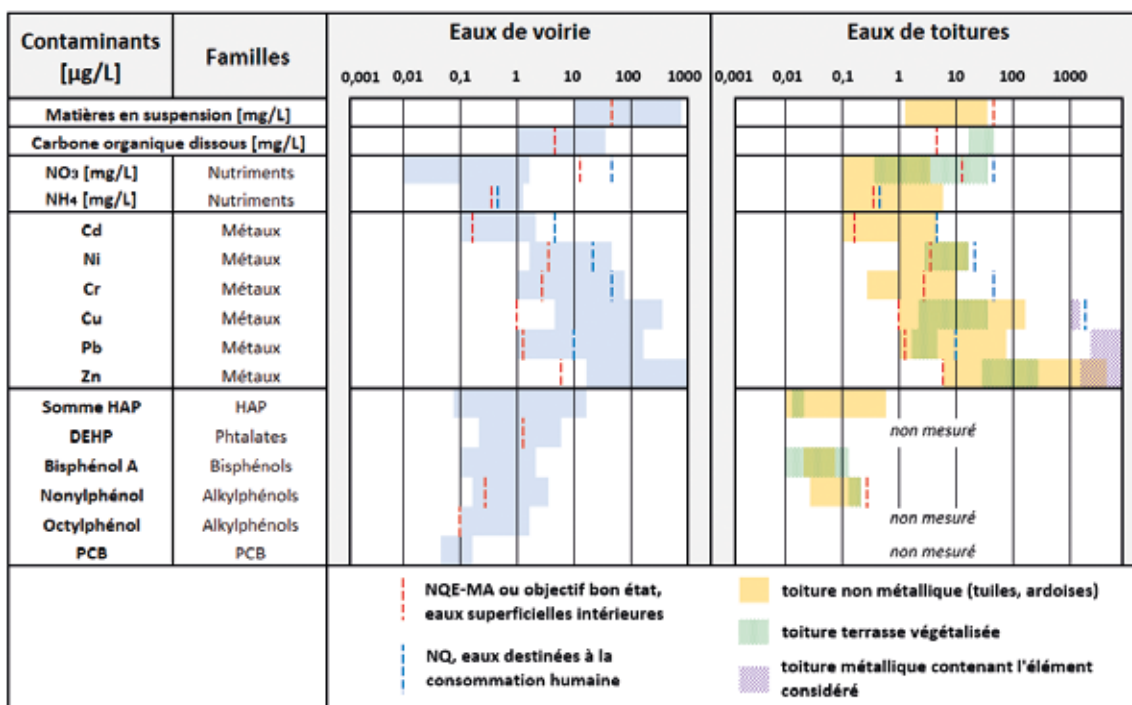 Contaminants [µg/L] Familles Eaux de voirie Eaux de toitures
0,001 0,01 0,1 1 10 100 1000 0,001 0,01 0,1 1 10 100 1000
Matières en suspension [mg/L]
Carbone organique dissous [mg/L]
NO₃ [mg/L] Nutriments
NH₄ [mg/L] Nutriments
Cd Métaux
Ni Métaux
Cr Métaux
Cu Métaux
Pb Métaux
Zn Métaux
Somme HAP HAP
DEHP Phtalates non mesuré
Bisphénol A Bisphénols
Nonylphénol Alkylphénols
Octylphénol Alkylphénols non mesuré
PCB PCB non mesuré
NQE-MA ou objectif bon état,
eaux superficielles intérieures
NQ, eaux destinées à la
consommation humaine
toiture non métallique (tuiles, ardoises)
toiture terrasse végétalisée
toiture métallique contenant l'élément
considéré